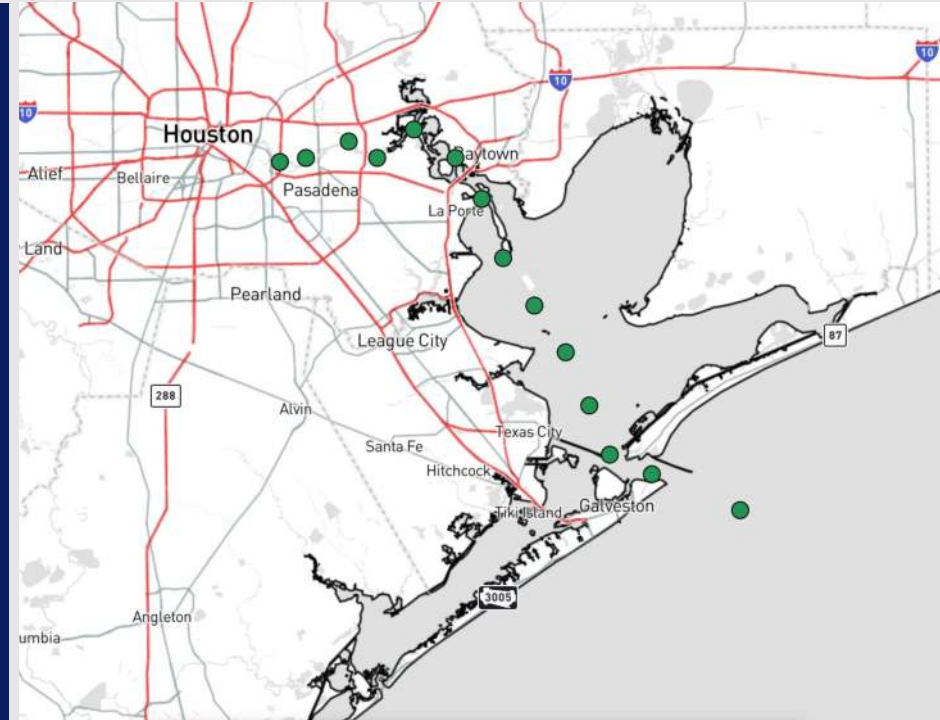 10
10
10
Houston
Baytown
Alief
Bellaire
Pasadena
La Porte
Land
Pearland
87
League City
288
Alvin
Texas City
Santa Fe
Hitchcock
Tiki Island
Galveston
3005
Angleton
umbia